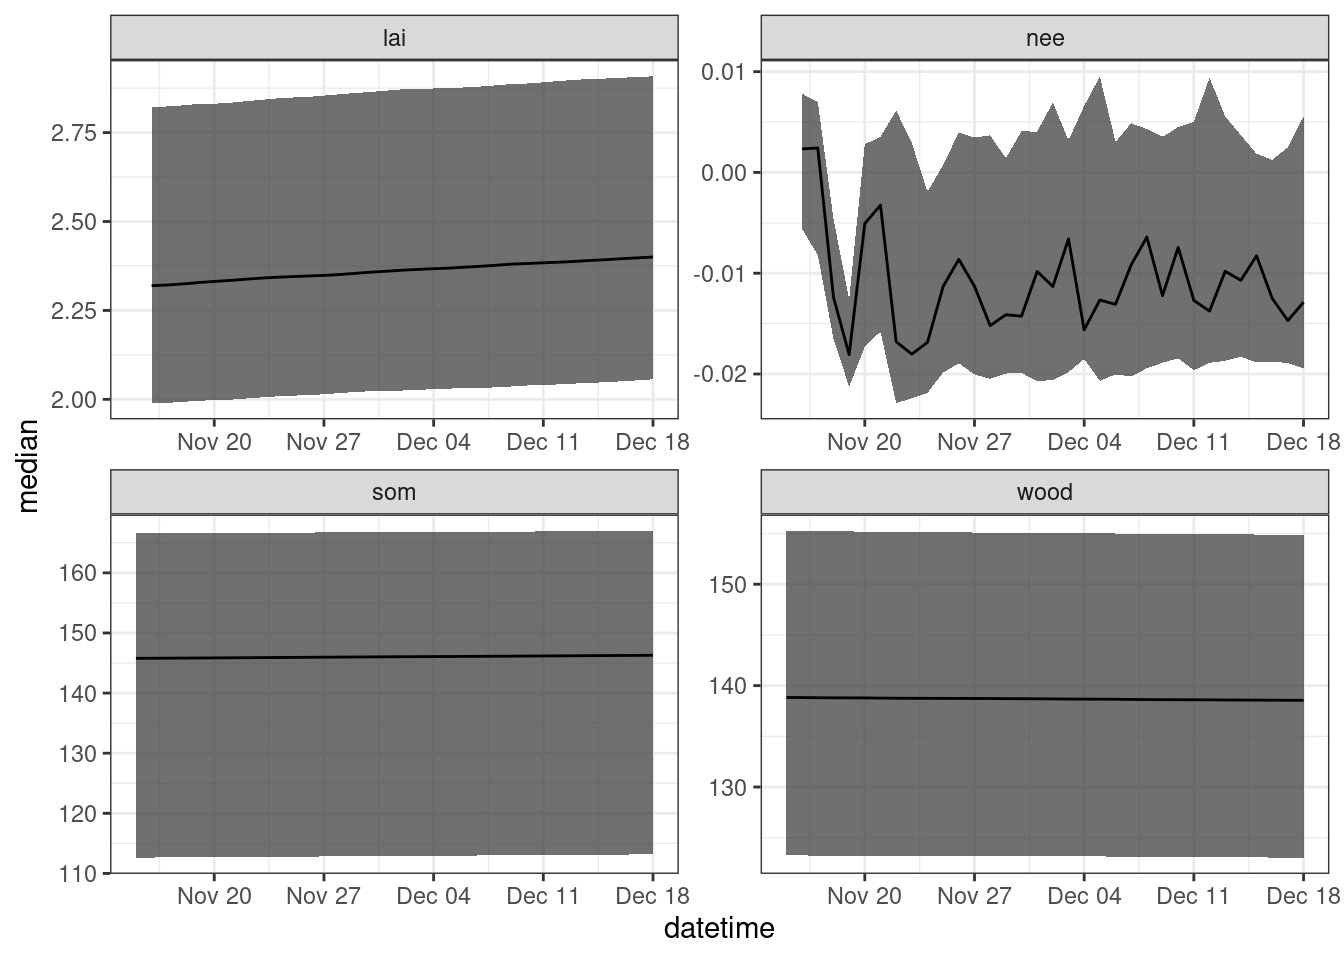 lai
nee
2.75
2.50
2.25
2.00
0.01
0.00
-0.01
-0.02
Nov 20 Nov 27 Dec 04 Dec 11 Dec 18
Nov 20 Nov 27 Dec 04 Dec 11 Dec 18
median
som
wood
160
150
140
130
120
110
150
140
130
Nov 20 Nov 27 Dec 04 Dec 11 Dec 18
Nov 20 Nov 27 Dec 04 Dec 11 Dec 18
datetime